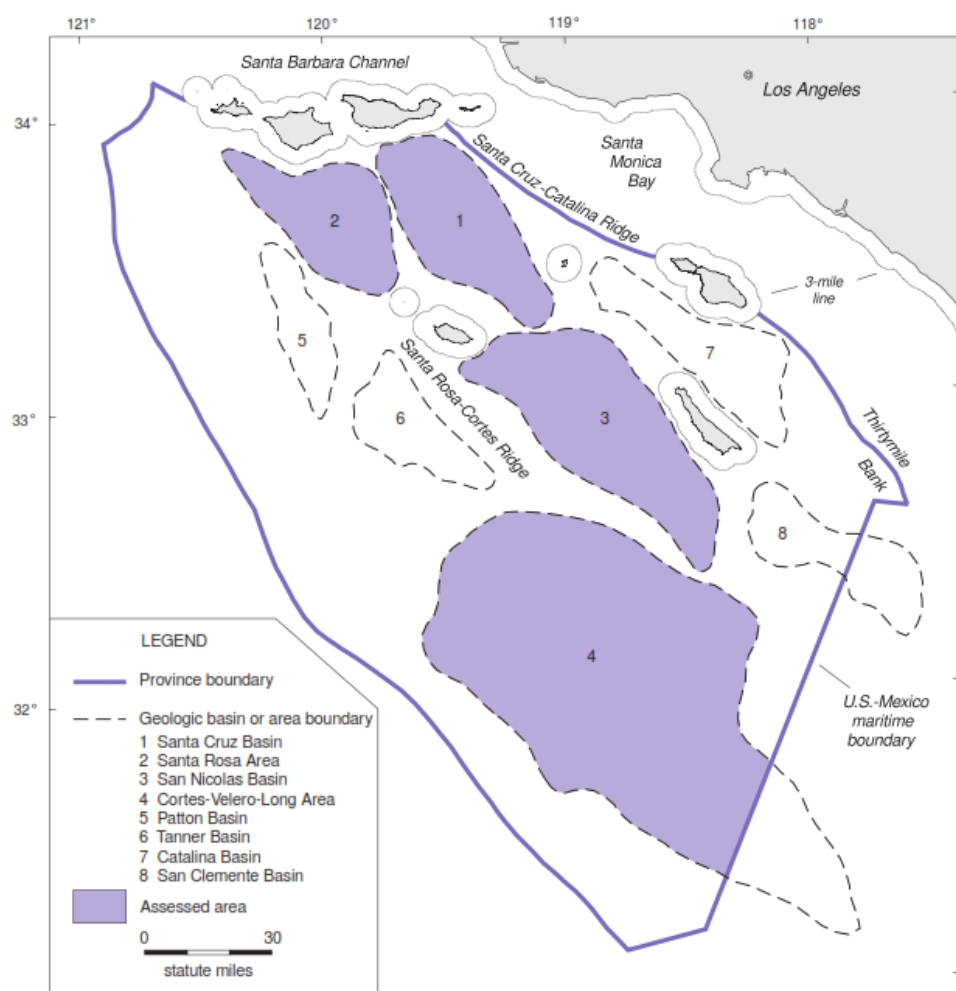 121°
120°
119°
118°
Santa Barbara Channel
Los Angeles
34°
Santa
Monica
Bay
Santa Cruz-Catalina Ridge
2
1
3-mile
line
5
7
Santa Rosa-Cortes Ridge
33°
6
3
Thirtymile
Bank
8
4
LEGEND
Province boundary
U.S.-Mexico
maritime
boundary
32°
Geologic basin or area boundary
1 Santa Cruz Basin
2 Santa Rosa Area
3 San Nicolas Basin
4 Cortes-Velero-Long Area
5 Patton Basin
6 Tanner Basin
7 Catalina Basin
8 San Clemente Basin
Assessed area
0 30
statute miles